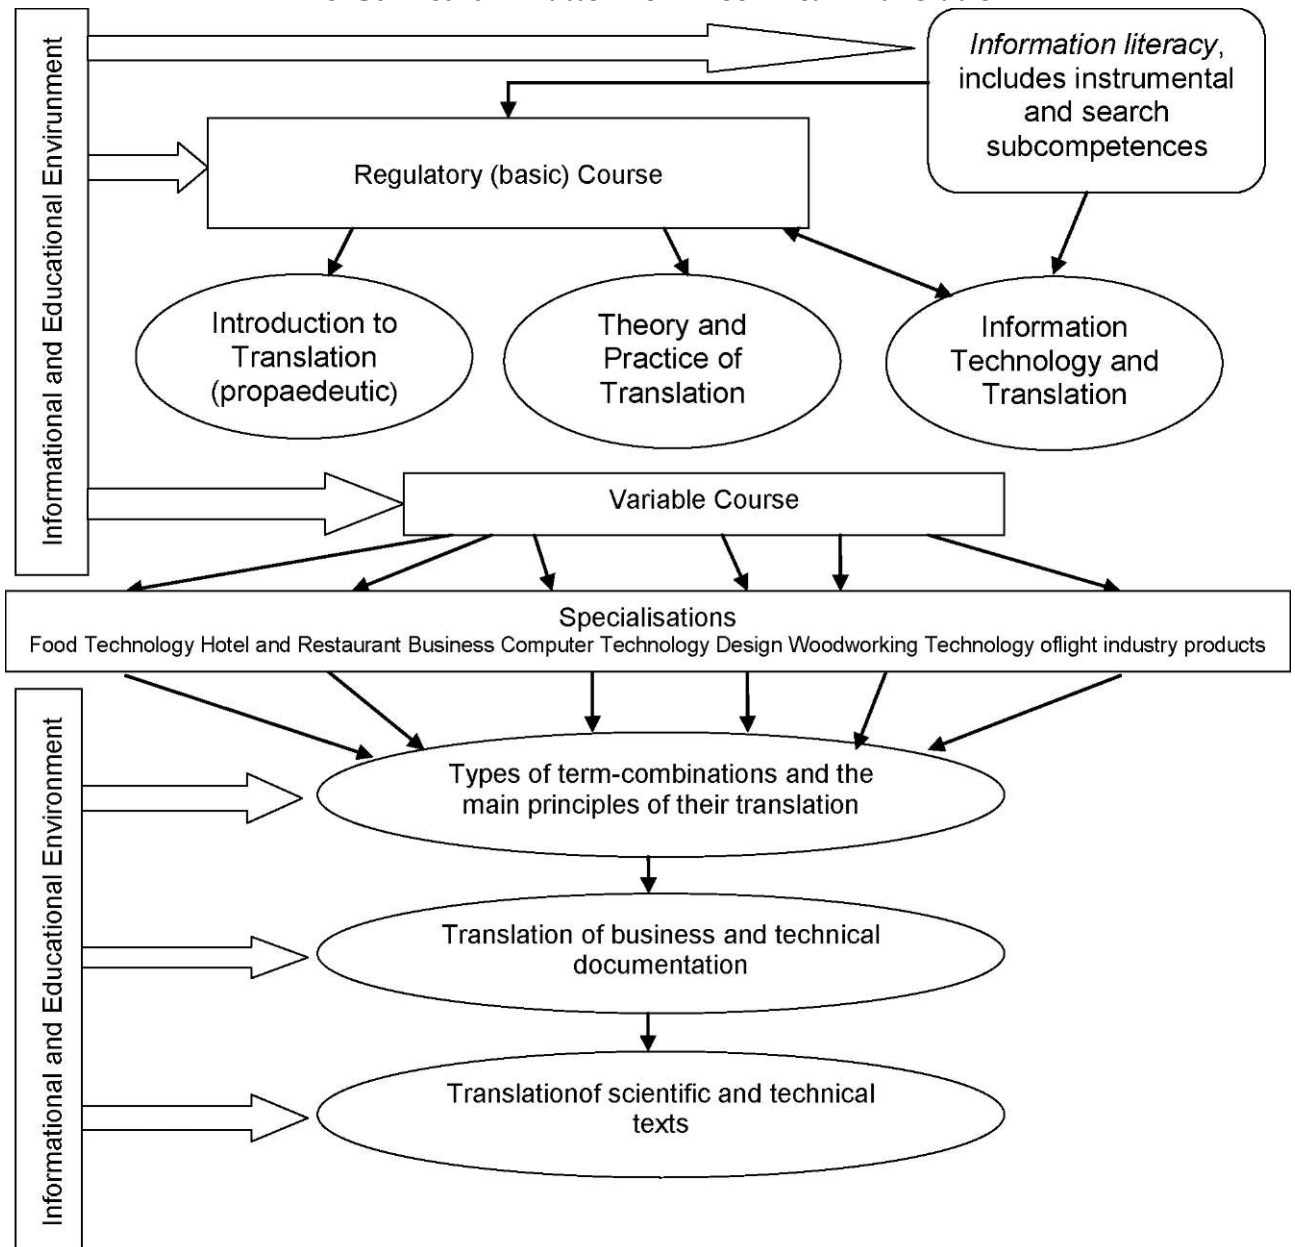 Informational and Educational Environment
Information literacy,
includes instrumental
and search
subcompetences
Regulatory (basic) Course
Introduction to
Translation
(propaedeutic)
Theory and
Practice of
Translation
Information
Technology and
Translation
Variable Course
Specialisations
Food Technology Hotel and Restaurant Business Computer Technology Design Woodworking Technology oflight industry products
Informational and Educational Environment
Types of term-combinations and the
main principles of their translation
Translation of business and technical
documentation
Translationof scientific and technical
texts